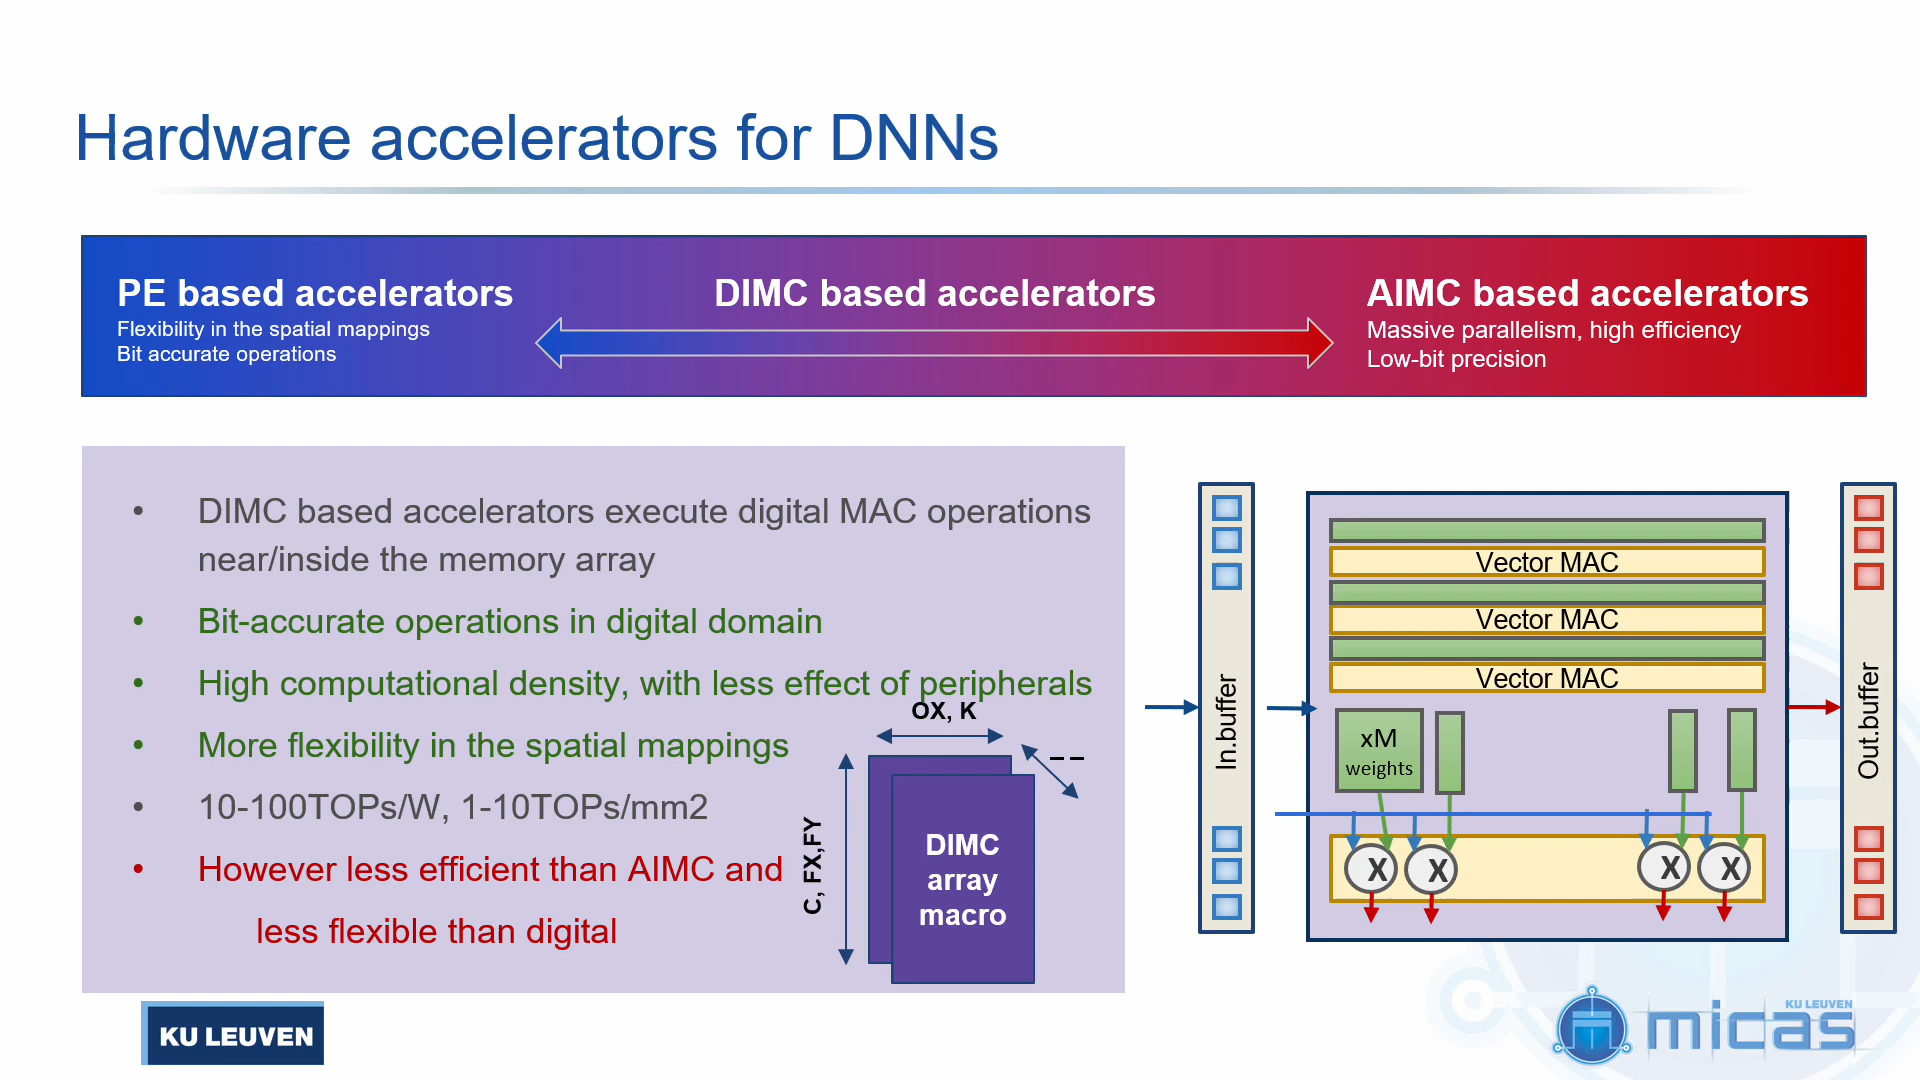 Hardware accelerators for DNNs
PE based accelerators
Flexibility in the spatial mappings
Bit accurate operations
DIMC based accelerators
AIMC based accelerators
Massive parallelism, high efficiency
Low-bit precision
• DIMC based accelerators execute digital MAC operations
near/inside the memory array
• Bit-accurate operations in digital domain
• High computational density, with less effect of peripherals
• More flexibility in the spatial mappings
• 10-100TOPs/W, 1-10TOPs/mm2
• However less efficient than AIMC and
less flexible than digital
OX, K
C, FX,FY
DIMC
array
macro
In.buffer
Vector MAC
Vector MAC
Vector MAC
xM
weights
X
X
X
X
Out.buffer
KU LEUVEN
KU LEUVEN
micas